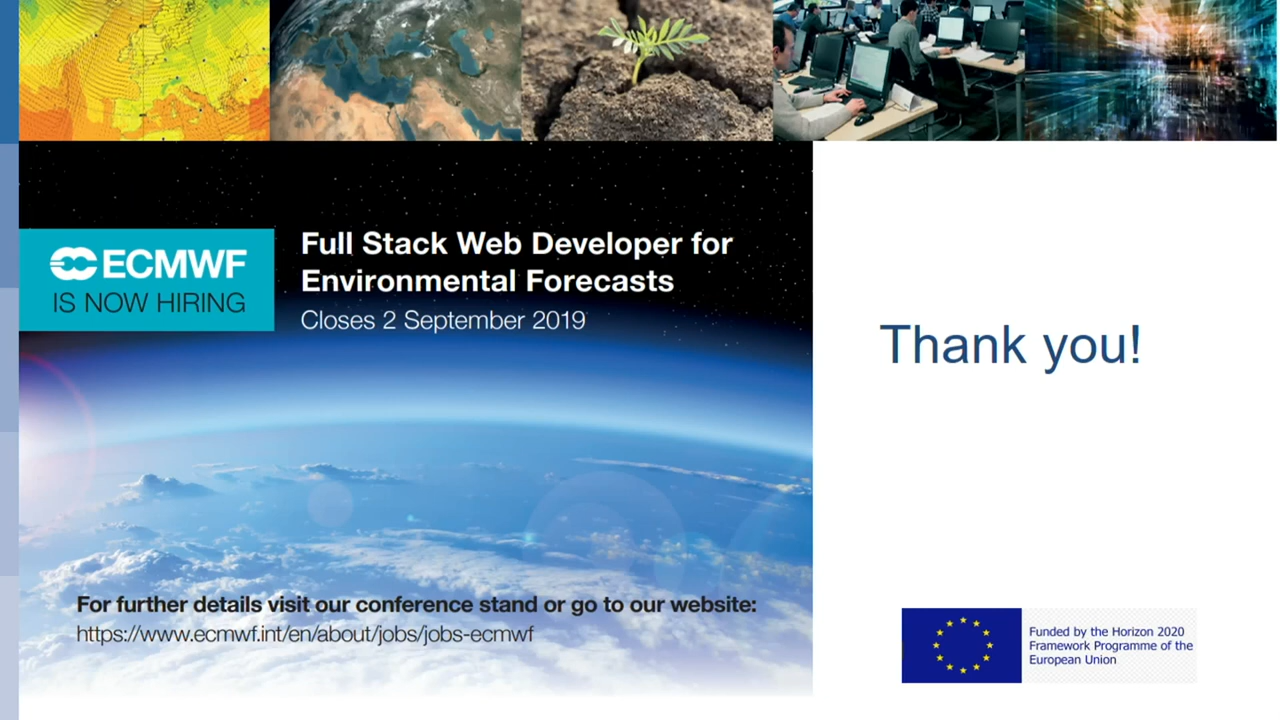 ECMWF
IS NOW HIRING
Full Stack Web Developer for
Environmental Forecasts
Closes 2 September 2019
Thank you!
For further details visit our conference stand or go to our website:
https://www.ecmwf.int/en/about/jobs/jobs-ecmwf
Funded by the Horizon 2020
Framework Programme of the
European Union